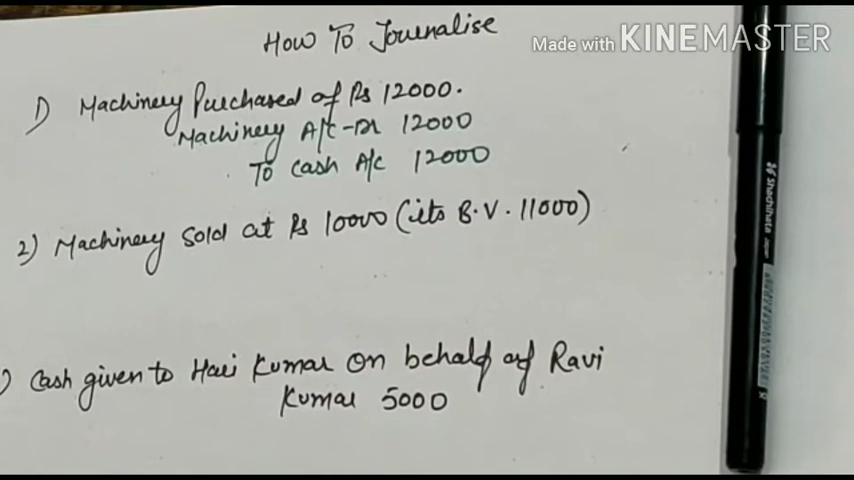 How To Journalise
Made with KINEMASTER
1) Machinery Purchased of Rs 12000.
Machinery A/c - Dr 12000
To Cash A/c 12000
2) Machinery Sold at Rs 10000 (its B.V. 11000)
) Cash given to Hari Kumar On behalf of Ravi
Kumar 5000
Shachihata